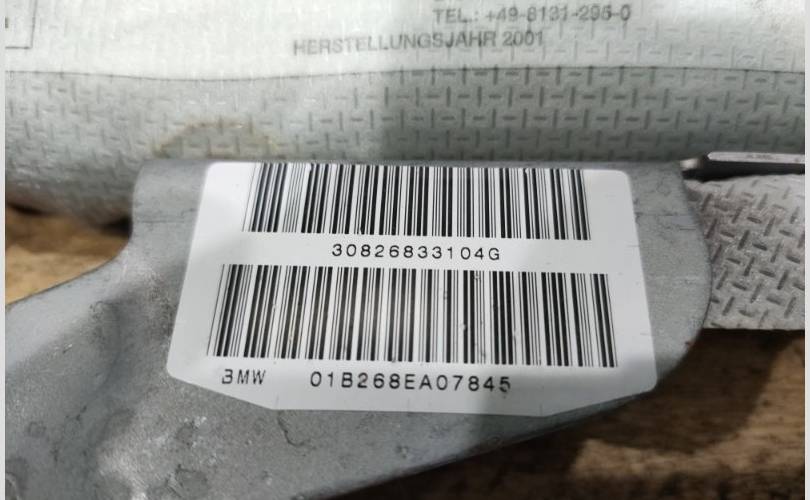 TEL.: +49-8131-295-0
HERSTELLUNGSJAHR 2001
30826833104G
BMW 01B268EA07845